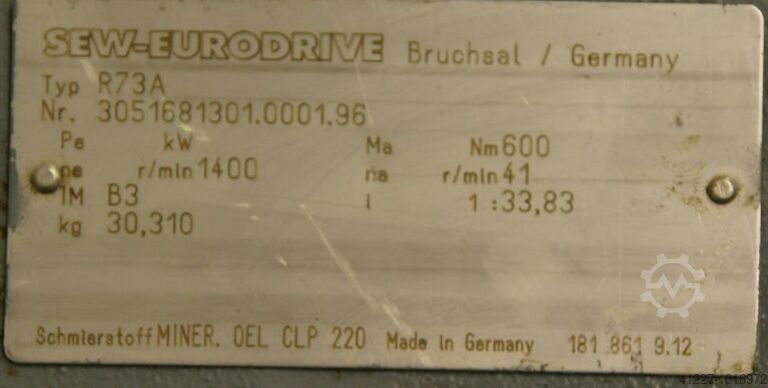 SEW-EURODRIVE Bruchsal / Germany
Typ R73A
Nr. 3051681301.0001.96
Pe kW Ma Nm 600
ne r/min 1400 na r/min 41
IM B3 i 1 :33,83
kg 30,310
Schmierstoff MINER. OEL CLP 220 Made in Germany 181 861 9.12
41227-1818972